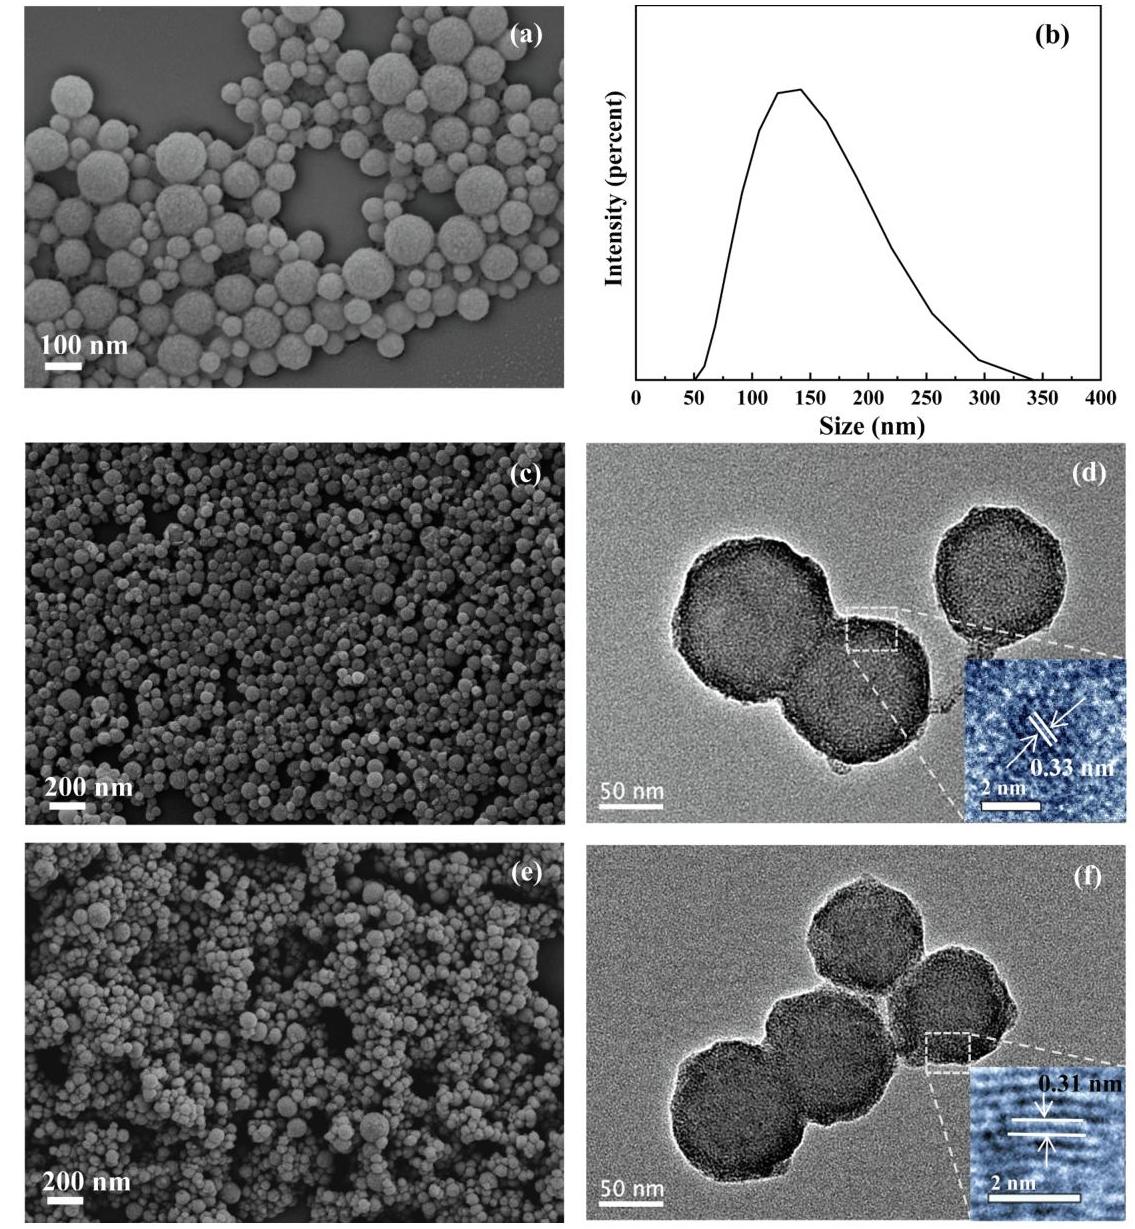 (a)
100 nm
(b)
Intensity (percent)
0 50 100 150 200 250 300 350 400
Size (nm)
(c)
200 nm
(d)
0.33 nm
2 nm
50 nm
(e)
200 nm
(f)
0.31 nm
2 nm
50 nm